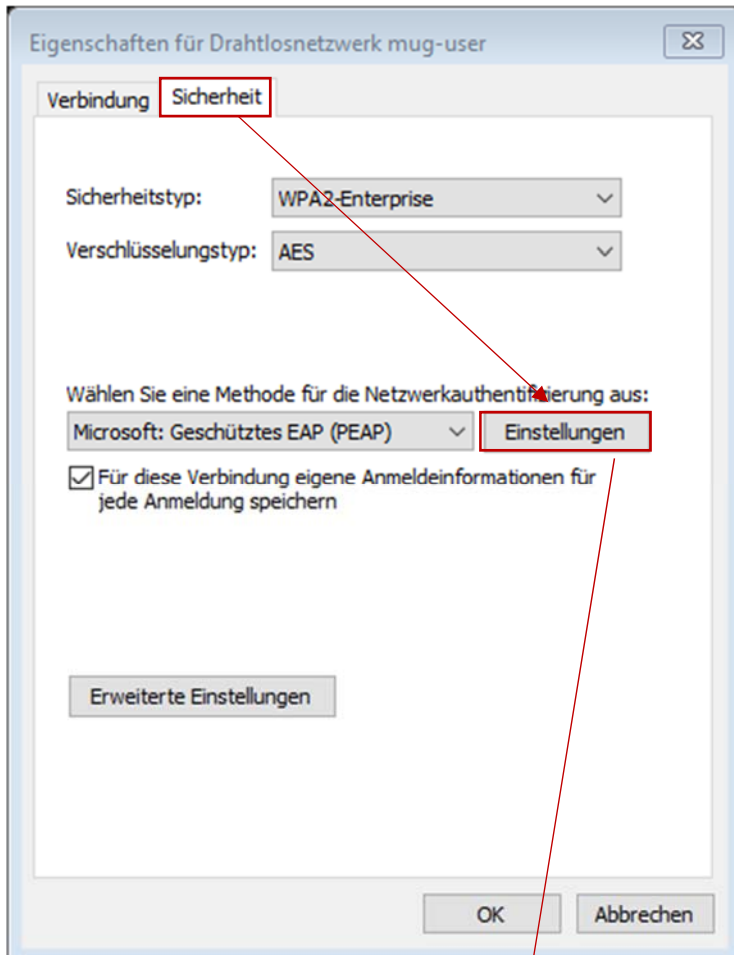 Eigenschaften für Drahtlosnetzwerk mug-user
Verbindung Sicherheit
Sicherheitstyp: WPA2-Enterprise
Verschlüsselungstyp: AES
Wählen Sie eine Methode für die Netzwerkauthentifizierung aus:
Microsoft: Geschütztes EAP (PEAP) Einstellungen
Für diese Verbindung eigene Anmeldeinformationen für
jede Anmeldung speichern
Erweiterte Einstellungen
OK Abbrechen